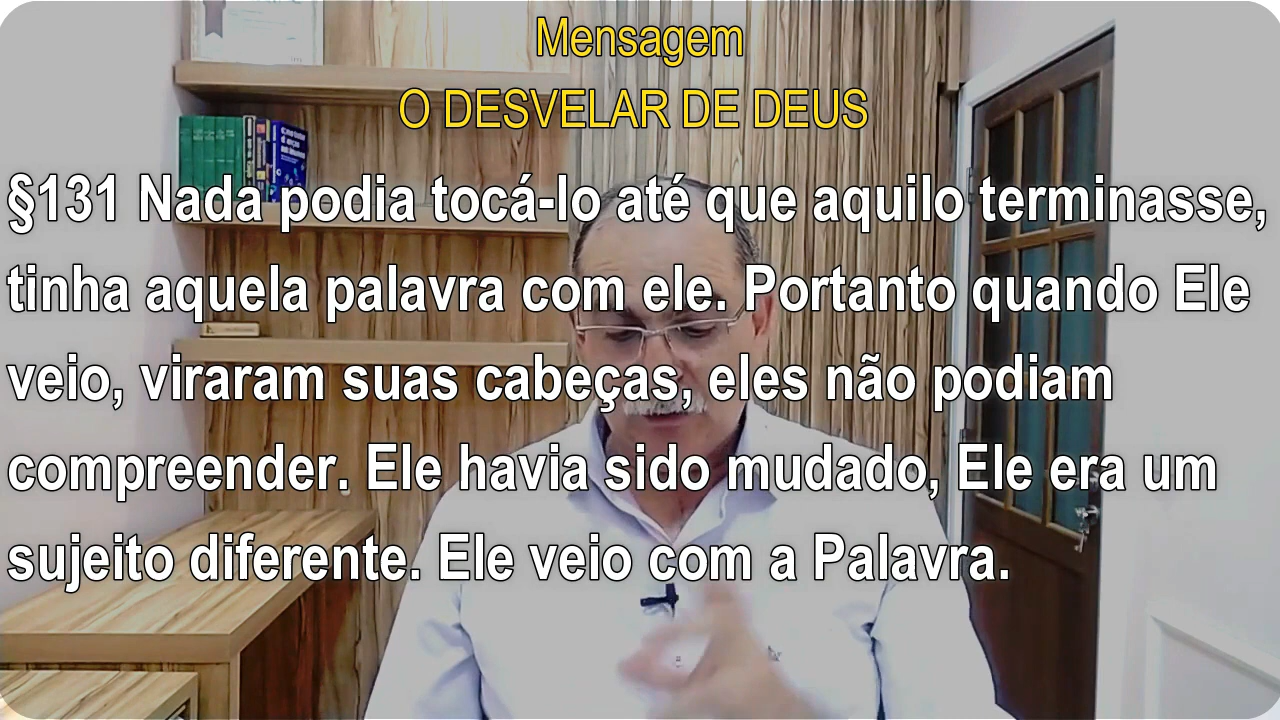 Mensagem
O DESVELAR DE DEUS
§131 Nada podia tocá-lo até que aquilo terminasse,
tinha aquela palavra com ele. Portanto quando Ele
veio, viraram suas cabeças, eles não podiam
compreender. Ele havia sido mudado, Ele era um
sujeito diferente. Ele veio com a Palavra.